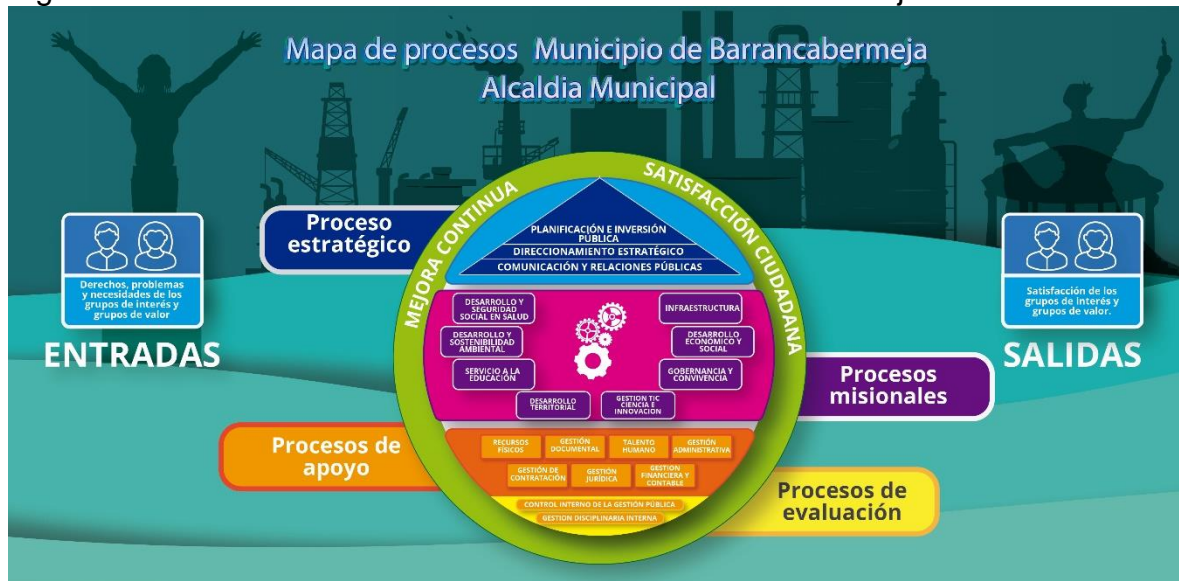 Mapa de procesos Municipio de Barrancabermeja
Alcaldia Municipal
MEJORA CONTINUA
SATISFACCIÓN CIUDADANA
Proceso
estratégico
PLANIFICACIÓN E INVERSIÓN
PÚBLICA
DIRECCIONAMIENTO ESTRATÉGICO
COMUNICACIÓN Y RELACIONES PÚBLICAS
Derechos, problemas
y necesidades de los
grupos de interés y
grupos de valor
ENTRADAS
Satisfacción de los
grupos de interés y
grupos de valor.
SALIDAS
DESARROLLO Y
SEGURIDAD
SOCIAL EN SALUD
INFRAESTRUCTURA
DESARROLLO Y
SOSTENIBILIDAD
AMBIENTAL
DESARROLLO
ECONOMICO Y
SOCIAL
SERVICIO A LA
EDUCACIÓN
GOBERNANCIA Y
CONVIVENCIA
DESARROLLO
TERRITORIAL
GESTION TIC
CIENCIA E
INNOVACION
Procesos
misionales
Procesos de
apoyo
RECURSOS
FÍSICOS
GESTIÓN
DOCUMENTAL
TALENTO
HUMANO
GESTIÓN
ADMINISTRATIVA
GESTIÓN DE
CONTRATACIÓN
GESTIÓN
JURÍDICA
GESTION
FINANCIERA Y
CONTABLE
CONTROL INTERNO DE LA GESTIÓN PÚBLICA
GESTION DISCIPLINARIA INTERNA
Procesos de
evaluación